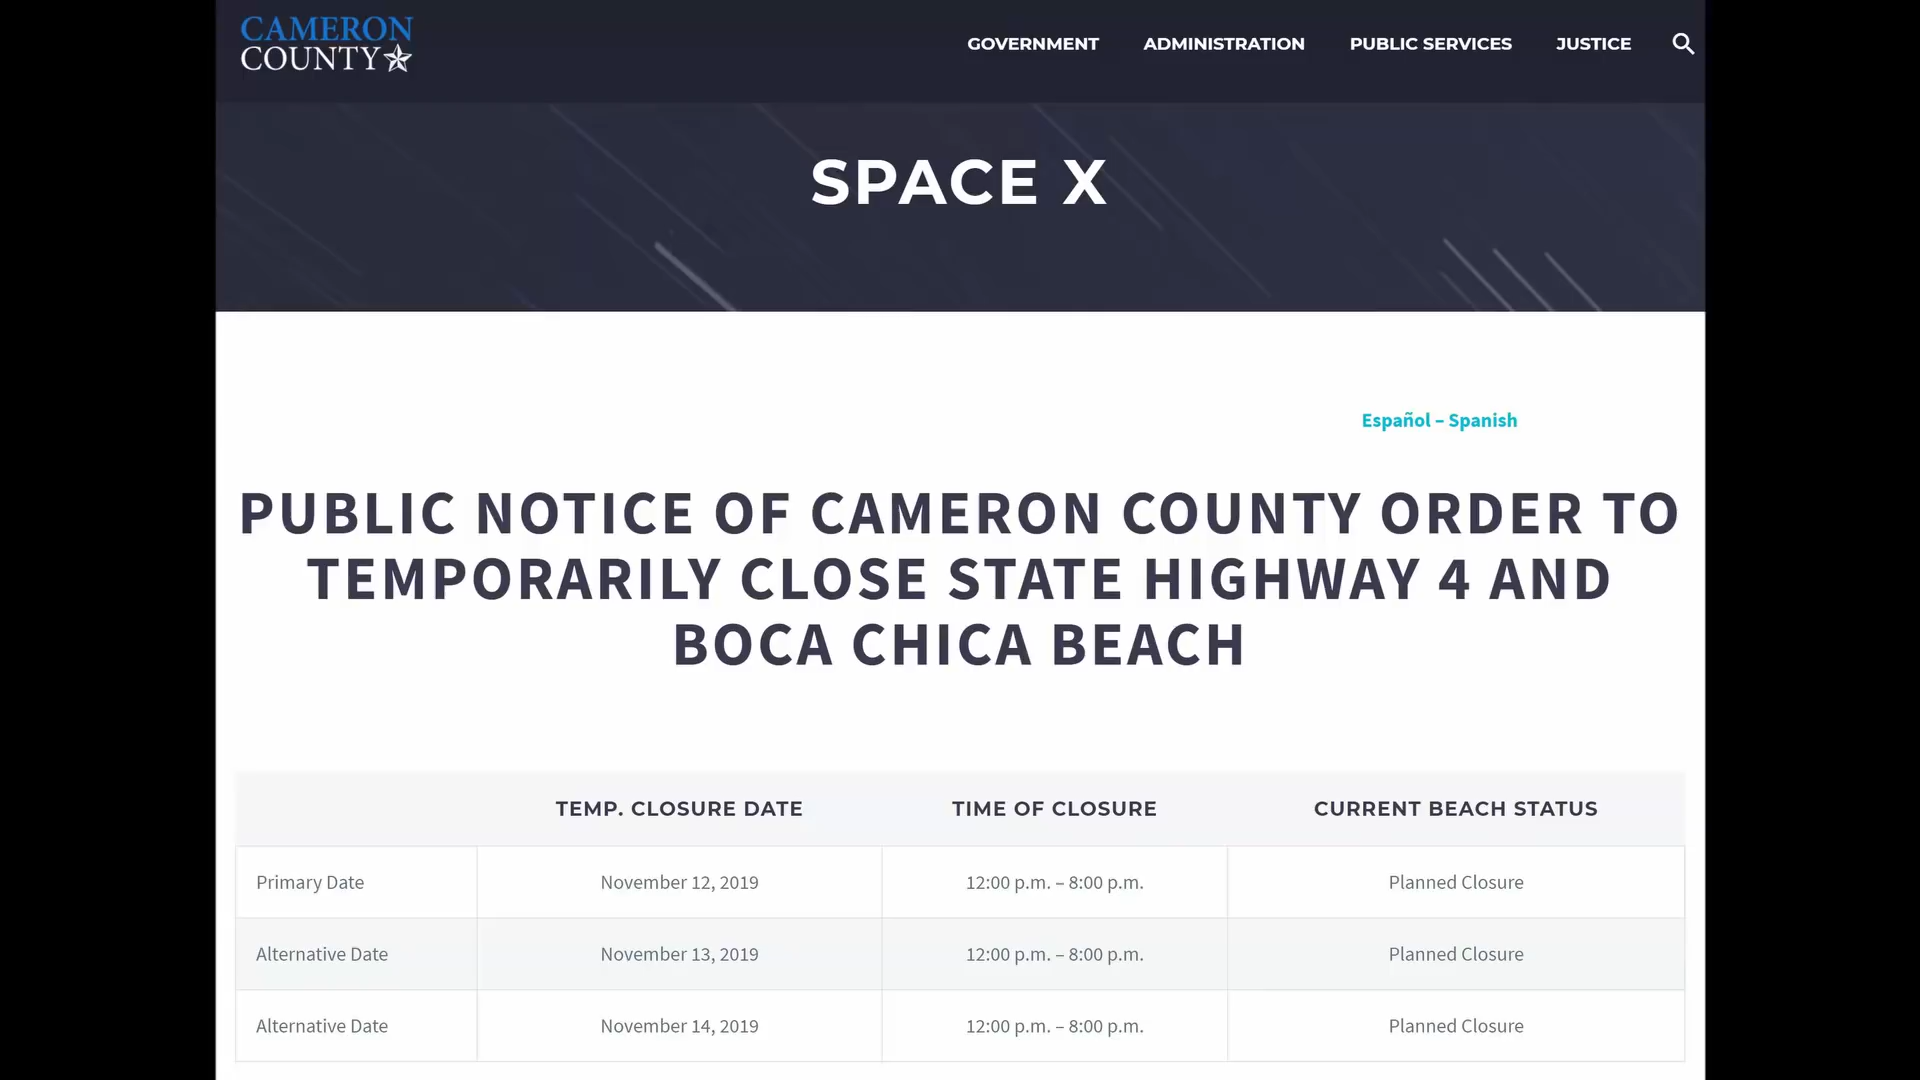 CAMERON
COUNTY
GOVERNMENT ADMINISTRATION PUBLIC SERVICES JUSTICE
SPACE X
Español – Spanish
PUBLIC NOTICE OF CAMERON COUNTY ORDER TO
TEMPORARILY CLOSE STATE HIGHWAY 4 AND
BOCA CHICA BEACH
TEMP. CLOSURE DATE TIME OF CLOSURE CURRENT BEACH STATUS
Primary Date November 12, 2019 12:00 p.m. – 8:00 p.m. Planned Closure
Alternative Date November 13, 2019 12:00 p.m. – 8:00 p.m. Planned Closure
Alternative Date November 14, 2019 12:00 p.m. – 8:00 p.m. Planned Closure